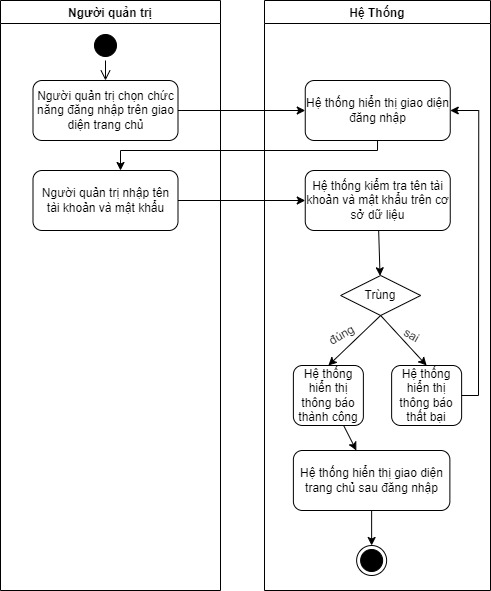 Người quản trị
Hệ Thống
Người quản trị chọn chức
năng đăng nhập trên giao
diện trang chủ
Hệ thống hiển thị giao diện
đăng nhập
Người quản trị nhập tên
tài khoản và mật khẩu
Hệ thống kiểm tra tên tài
khoản và mật khẩu trên cơ
sở dữ liệu
Trùng
đúng
sai
Hệ thống
hiển thị
thông báo
thành công
Hệ thống
hiển thị
thông báo
thất bại
Hệ thống hiển thị giao diện
trang chủ sau đăng nhập